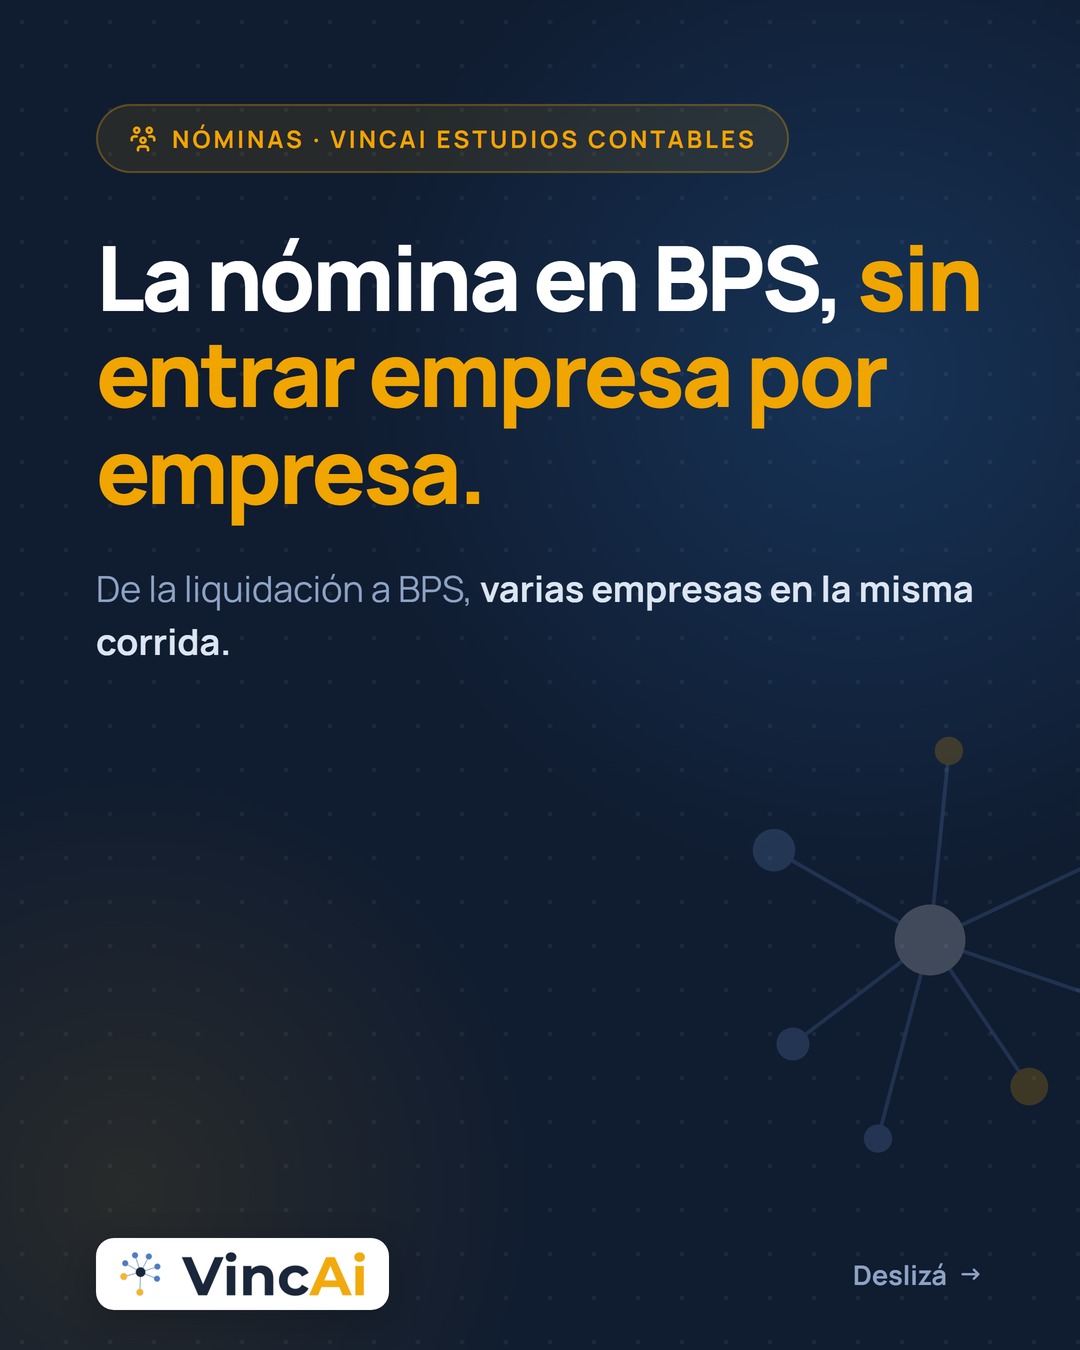 NÓMINAS · VINCAI ESTUDIOS CONTABLES
La nómina en BPS, sin
entrar empresa por
empresa.
De la liquidación a BPS, varias empresas en la misma
corrida.
VincAi
Deslizá →